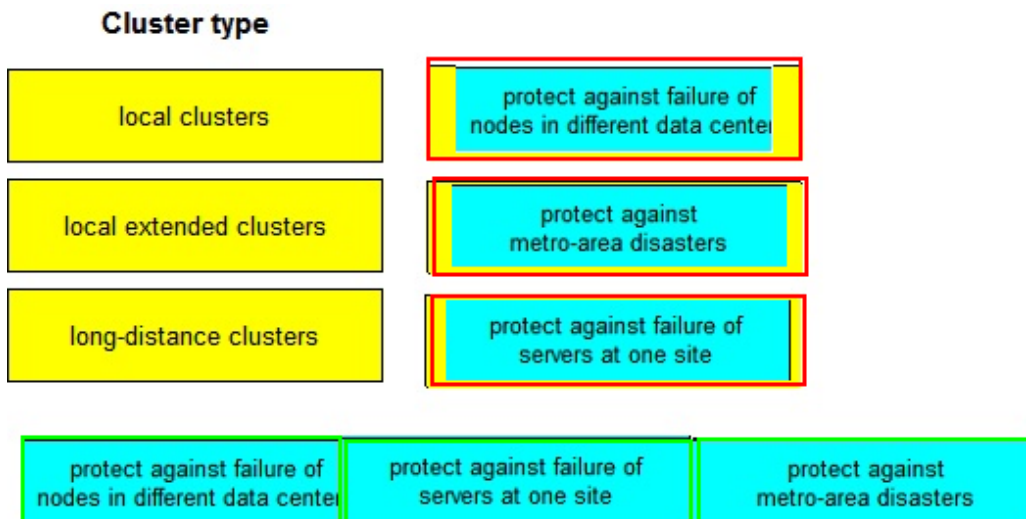 Cluster type
local clusters
protect against failure of
nodes in different data center
local extended clusters
protect against
metro-area disasters
long-distance clusters
protect against failure of
servers at one site
protect against failure of
nodes in different data center
protect against failure of
servers at one site
protect against
metro-area disasters